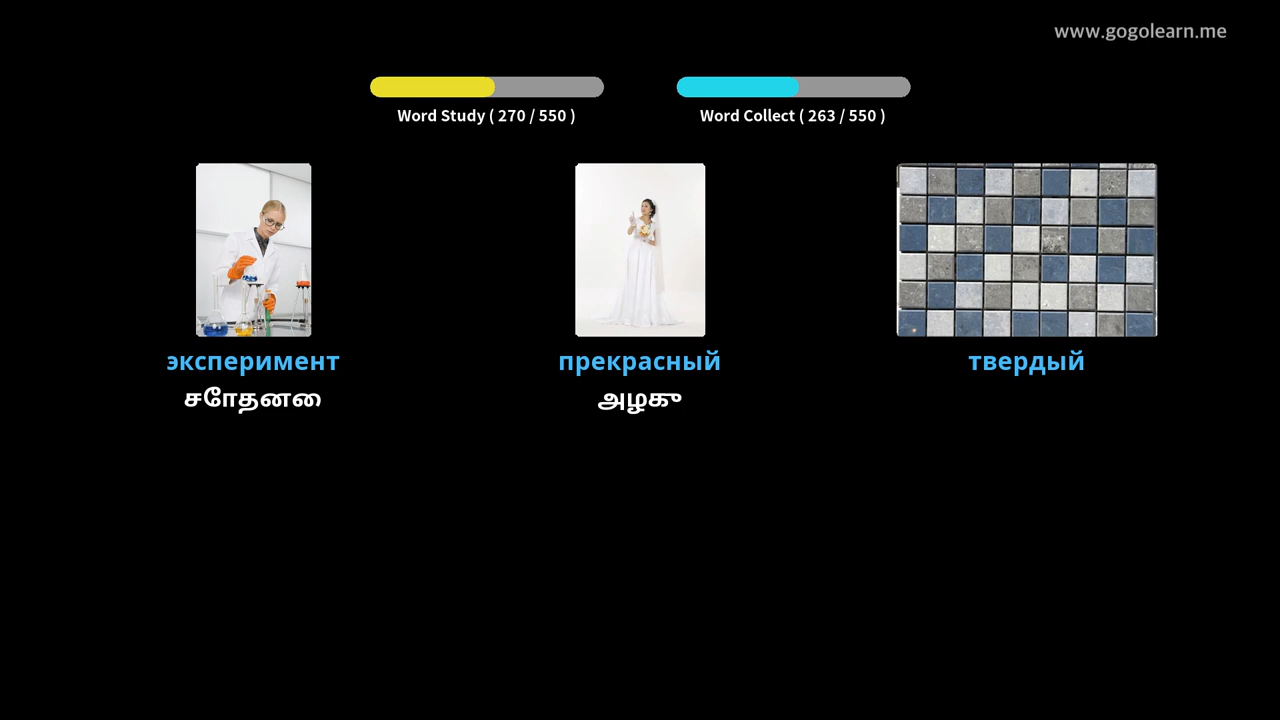 www.gogolearn.me
Word Study ( 270 / 550 )
Word Collect ( 263 / 550 )
эксперимент
прекрасный
твердый
சோதனை
அழகு